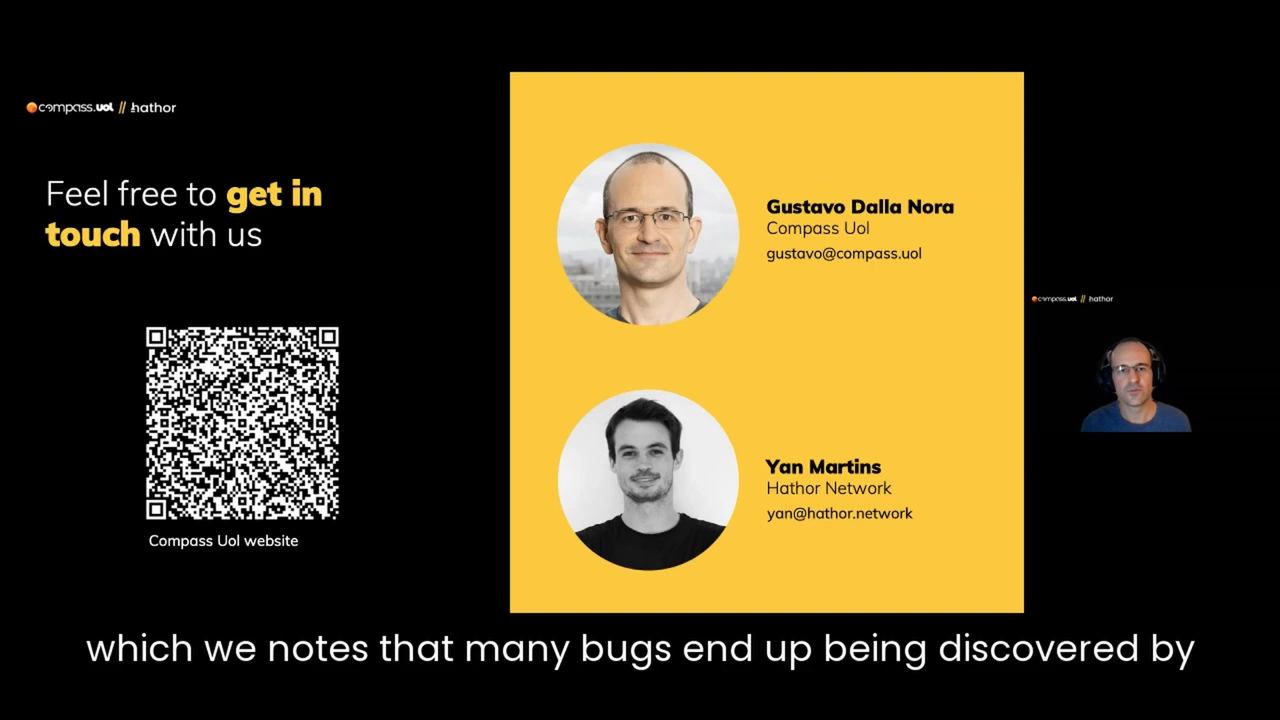 compass.uol // hathor
Feel free to get in
touch with us
Compass Uol website
Gustavo Dalla Nora
Compass Uol
gustavo@compass.uol
Yan Martins
Hathor Network
yan@hathor.network
compass.uol // hathor
which we notes that many bugs end up being discovered by